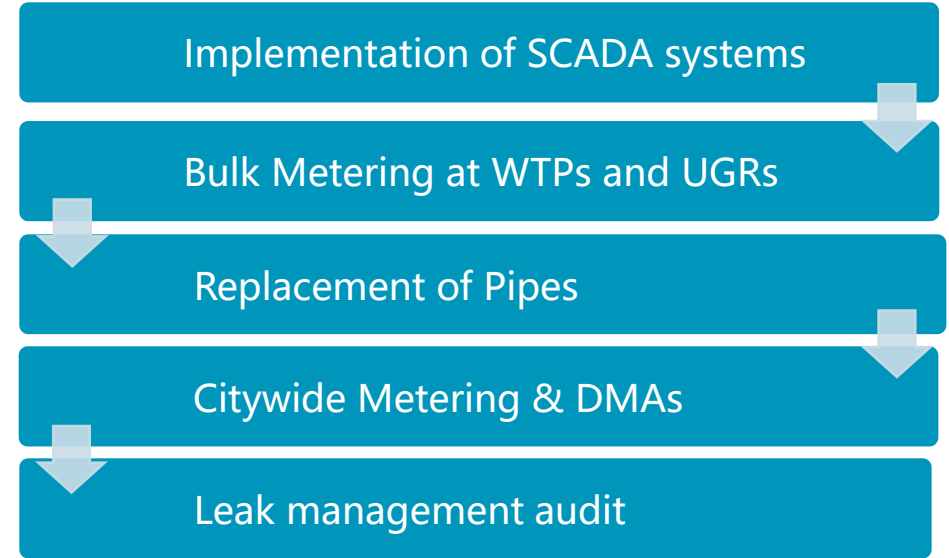 Implementation of SCADA systems
Bulk Metering at WTPs and UGRs
Replacement of Pipes
Citywide Metering & DMAs
Leak management audit